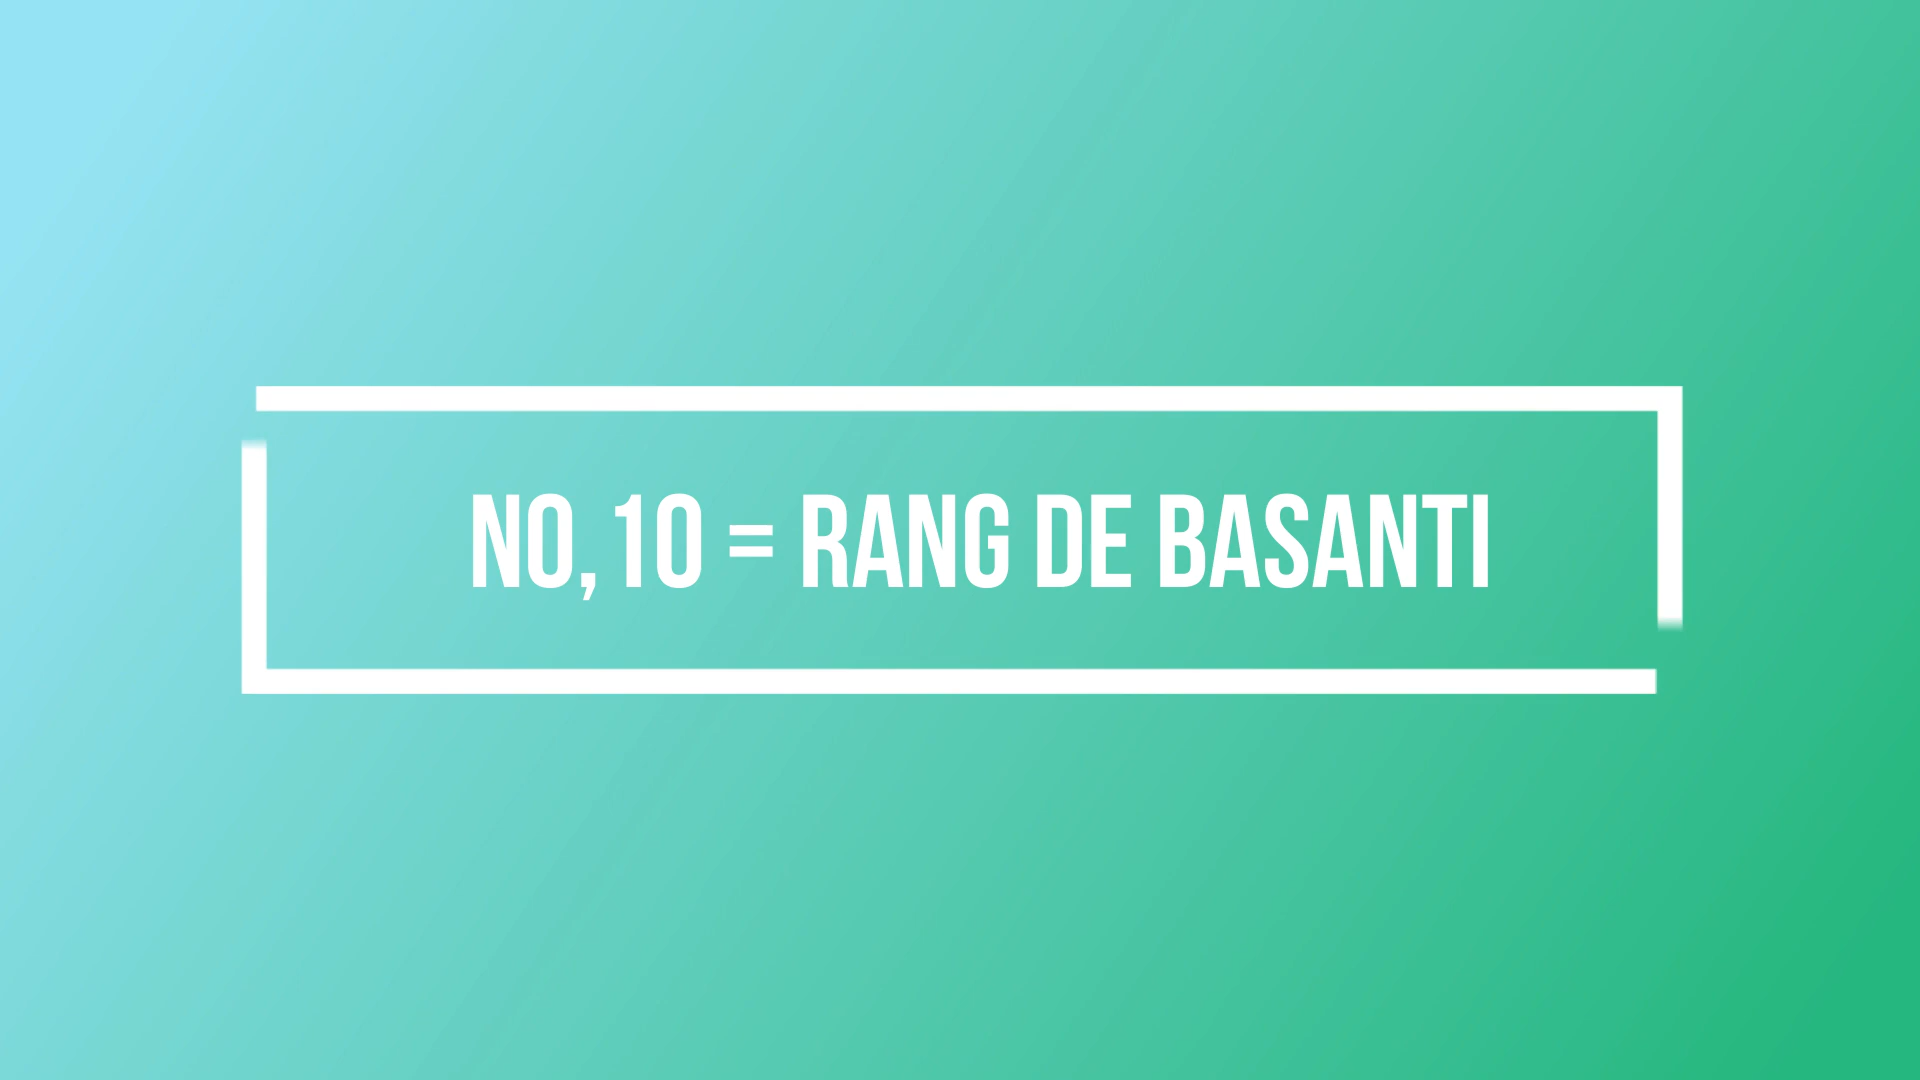 NO, 10 = RANG DE BASANTI